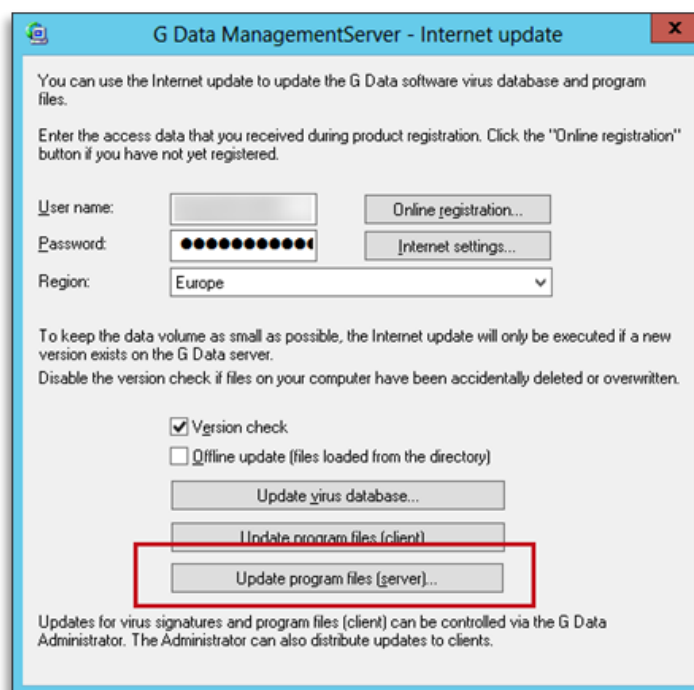 G Data ManagementServer - Internet update
x
You can use the Internet update to update the G Data software virus database and program
files.
Enter the access data that you received during product registration. Click the "Online registration"
button if you have not yet registered.
User name:
Online registration...
Password:
Internet settings...
Region:
Europe
To keep the data volume as small as possible, the Internet update will only be executed if a new
version exists on the G Data server.
Disable the version check if files on your computer have been accidentally deleted or overwritten.
Version check
Offline update (files loaded from the directory)
Update virus database...
Update program files (client)
Update program files (server)...
Updates for virus signatures and program files (client) can be controlled via the G Data
Administrator. The Administrator can also distribute updates to clients.